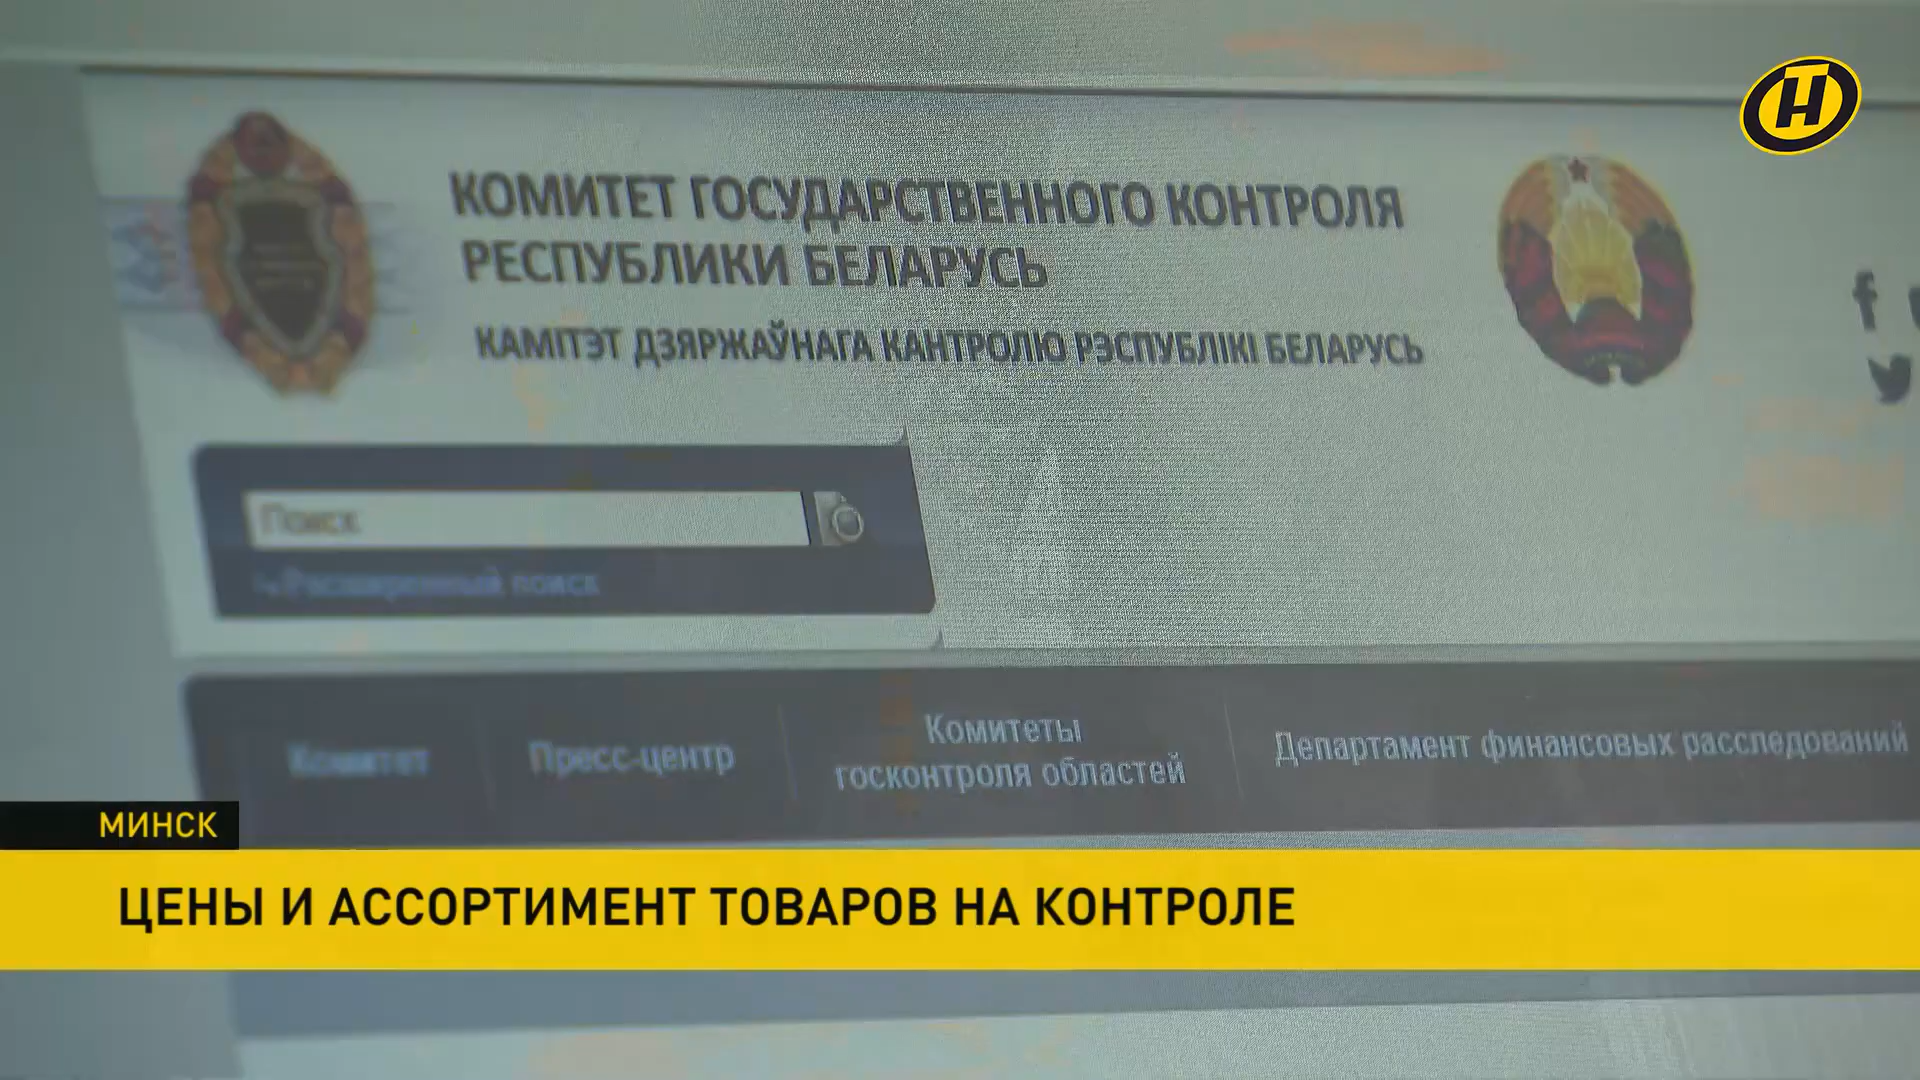 КОМИТЕТ ГОСУДАРСТВЕННОГО КОНТРОЛЯ
РЕСПУБЛИКИ БЕЛАРУСЬ
КАМІТЭТ ДЗЯРЖАЎНАГА КАНТРОЛЮ РЭСПУБЛІКІ БЕЛАРУСЬ
Поиск
Расширенный поиск
Комитет
Пресс-центр
Комитеты
госконтроля областей
Департамент финансовых расследований
МИНСК
ЦЕНЫ И АССОРТИМЕНТ ТОВАРОВ НА КОНТРОЛЕ